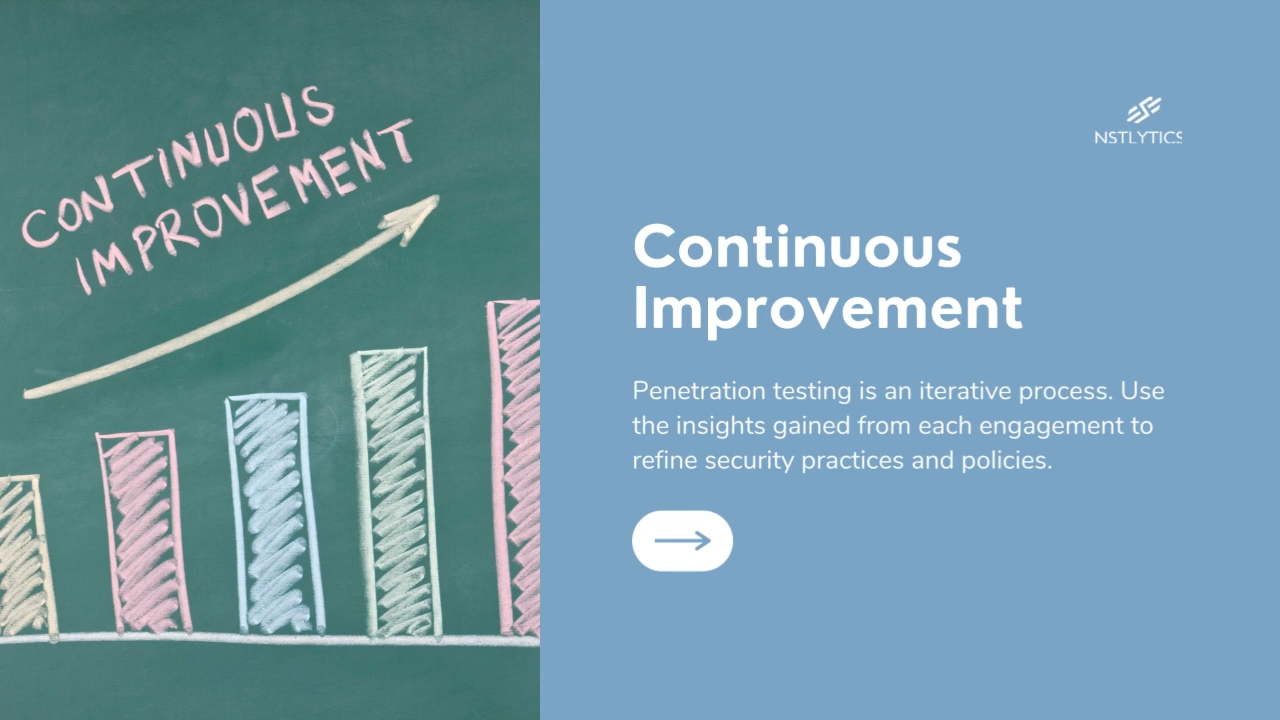 CONTINUOUS
IMPROVEMENT
NSTLYTICS
Continuous
Improvement
Penetration testing is an iterative process. Use
the insights gained from each engagement to
refine security practices and policies.